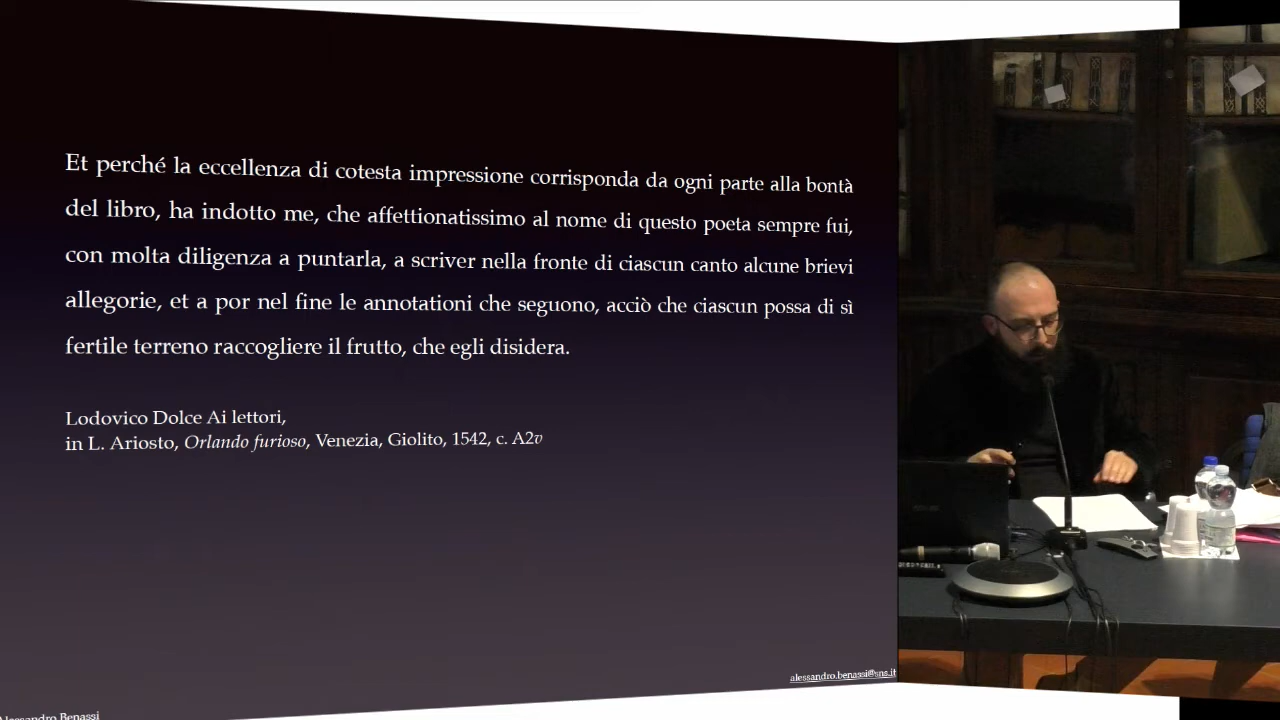 Et perché la eccellenza di cotesta impressione corrisponda da ogni parte alla bontà
del libro, ha indotto me, che affettionatissimo al nome di questo poeta sempre fui,
con molta diligenza a puntarla, a scriver nella fronte di ciascun canto alcune brievi
allegorie, et a por nel fine le annotationi che seguono, acciò che ciascun possa di sì
fertile terreno raccogliere il frutto, che egli disidera.
Lodovico Dolce Ai lettori,
in L. Ariosto, Orlando furioso, Venezia, Giolito, 1542, c. A2v
alessandro.benassi@sns.it
Alessandro Benassi